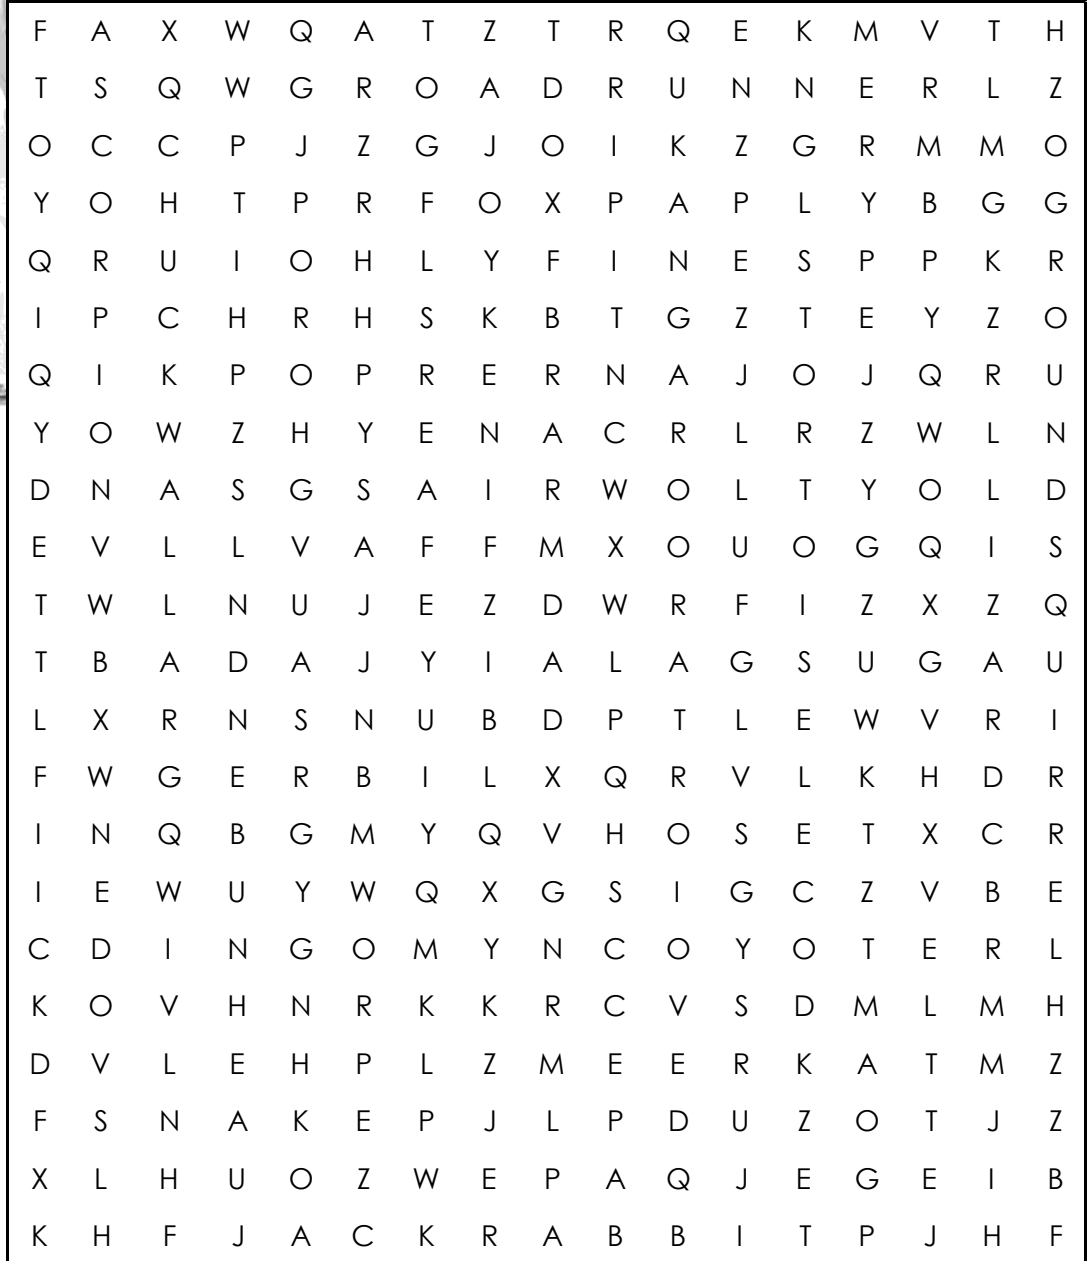 F A X W Q A T Z T R Q E K M V T H
T S Q W G R O A D R U N N E R L Z
O C C P J Z G J O I K Z G R M M O
Y O H T P R F O X P A P L Y B G G
Q R U I O H L Y F I N E S P P K R
I P C H R H S K B T G Z T E Y Z O
Q I K P O P R E R N A J O J Q R U
Y O W Z H Y E N A C R L R Z W L N
D N A S G S A I R W O L T Y O L D
E V L L V A F F M X O U O G Q I S
T W L N U J E Z D W R F I Z X Z Q
T B A D A J Y I A L A G S U G A U
L X R N S N U B D P T L E W V R I
F W G E R B I L X Q R V L K H D R
I N Q B G M Y Q V H O S E T X C R
I E W U Y W Q X G S I G C Z V B E
C D I N G O M Y N C O Y O T E R L
K O V H N R K K R C V S D M L M H
D V L E H P L Z M E E R K A T M Z
F S N A K E P J L P D U Z O T J Z
X L H U O Z W E P A Q J E G E I B
K H F J A C K R A B B I T P J H F